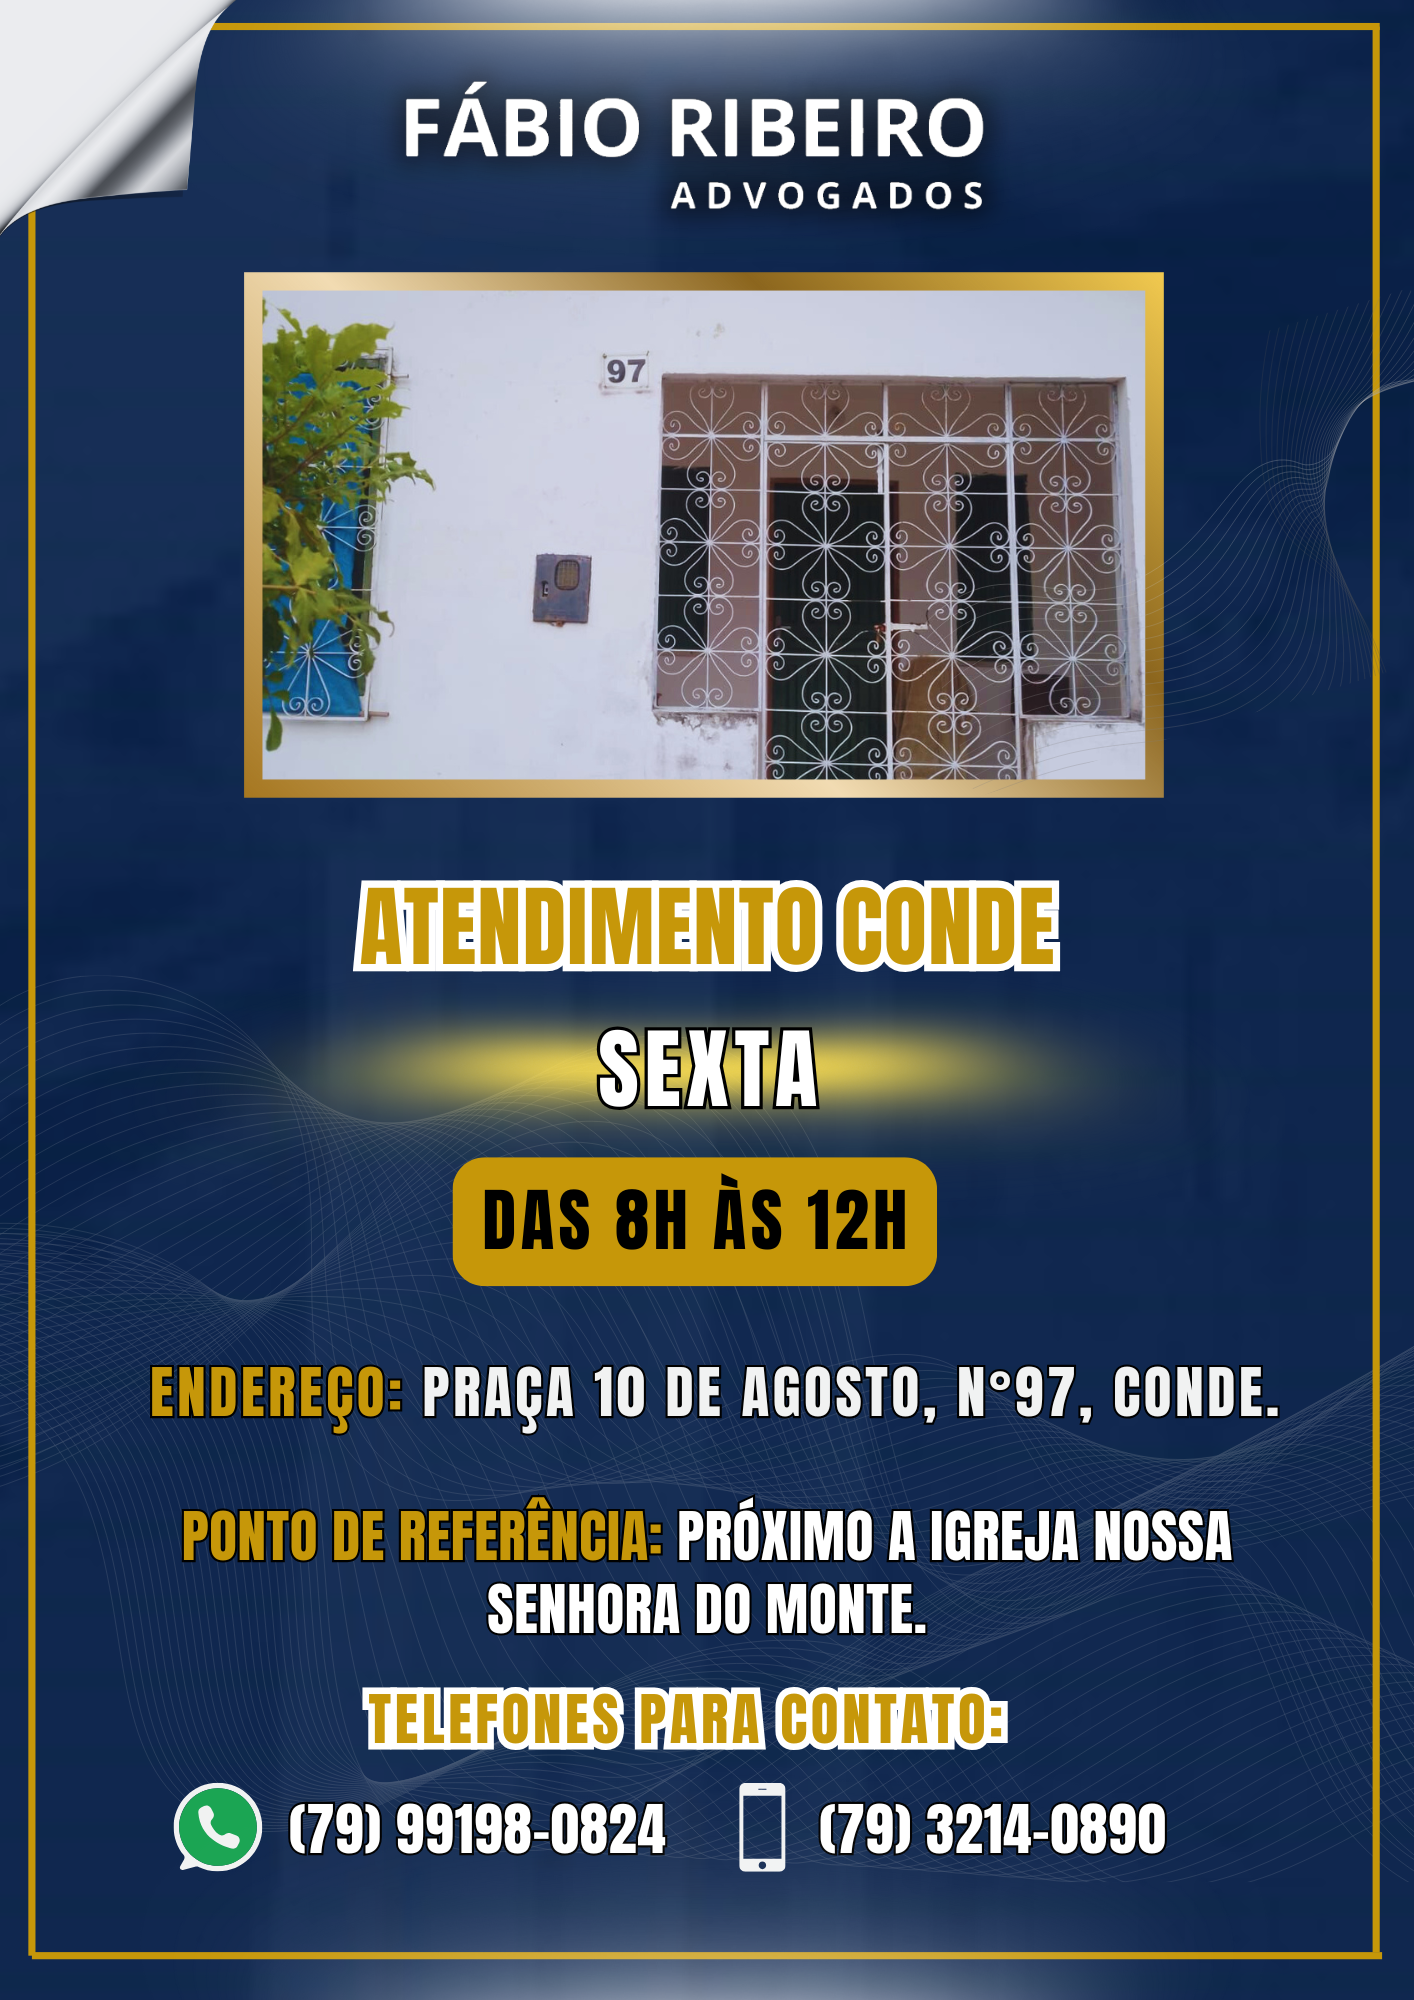 FÁBIO RIBEIRO
ADVOGADOS
97
ATENDIMENTO CONDE
SEXTA
DAS 8H ÀS 12H
ENDEREÇO: PRAÇA 10 DE AGOSTO, N°97, CONDE.
PONTO DE REFERÊNCIA: PRÓXIMO A IGREJA NOSSA
SENHORA DO MONTE.
TELEFONES PARA CONTATO:
(79) 99198-0824 (79) 3214-0890